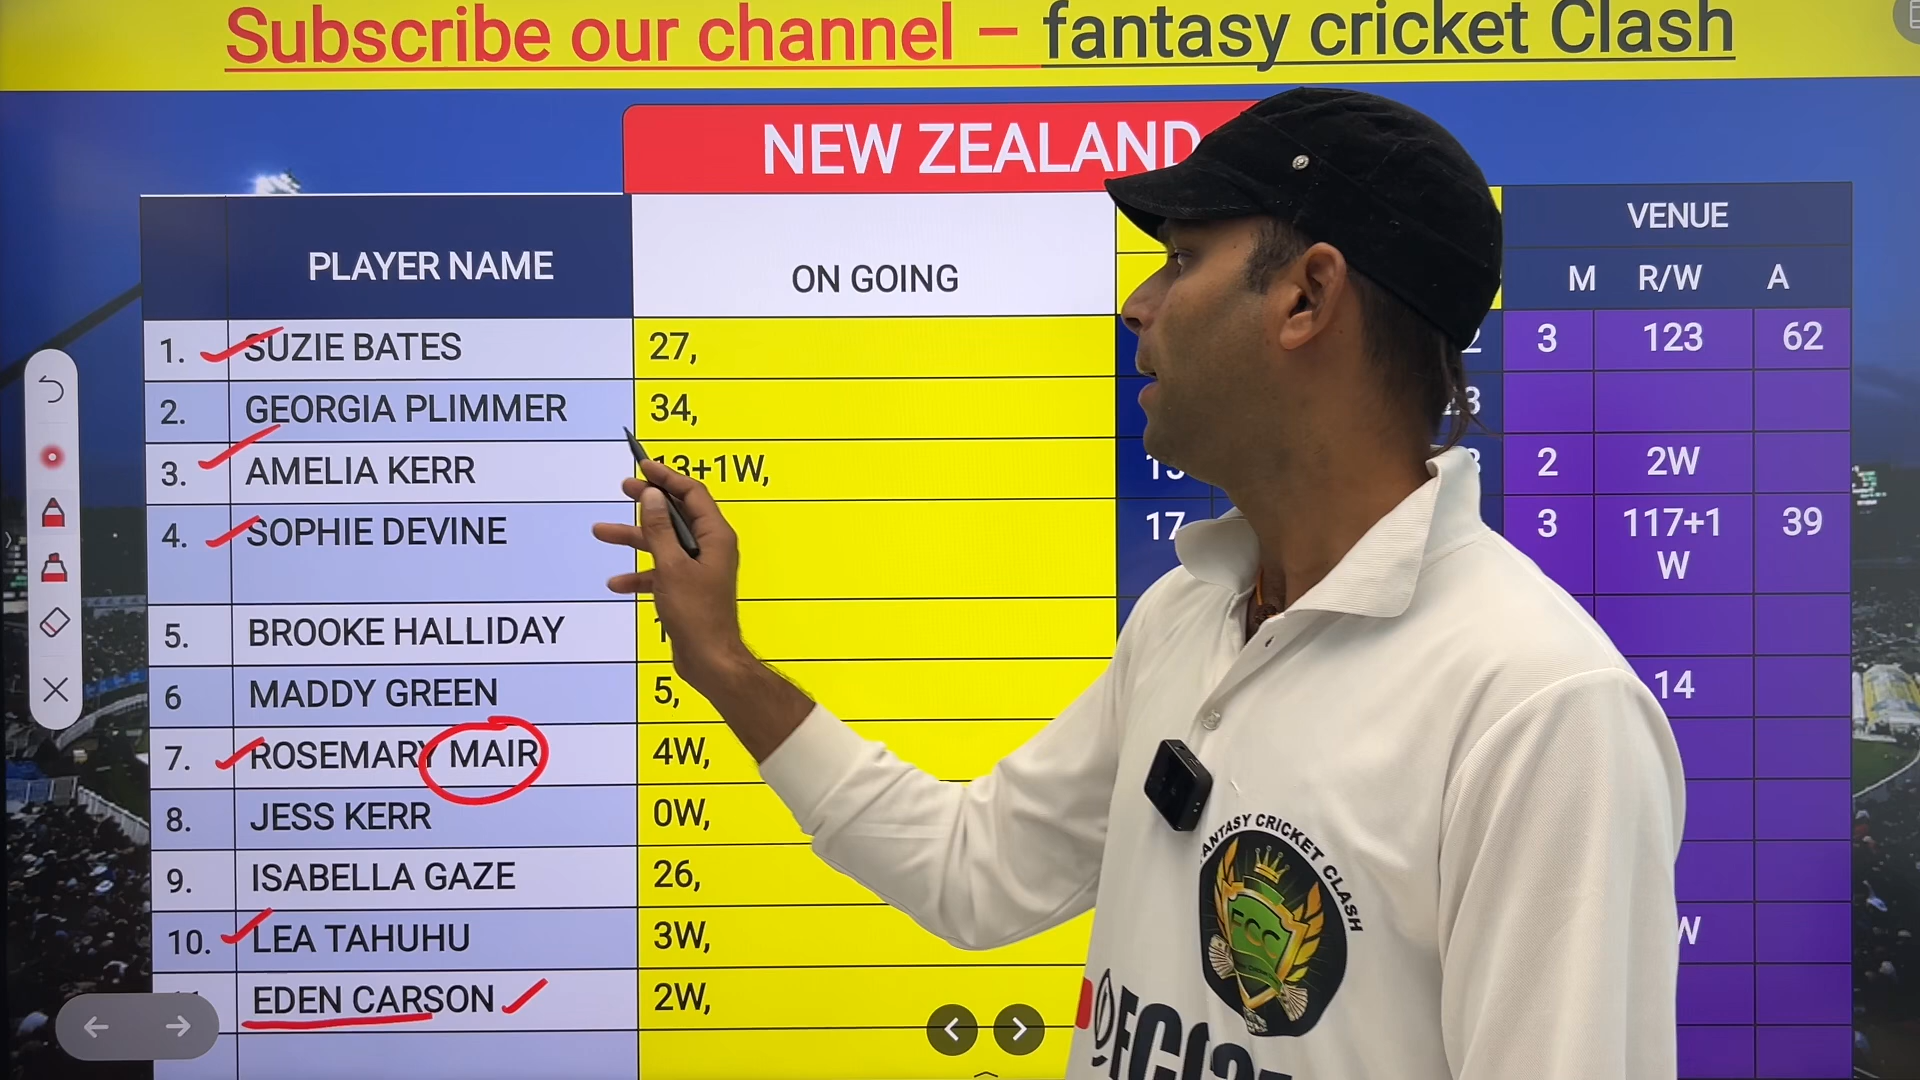 Subscribe our channel – fantasy cricket Clash
NEW ZEALAND
PLAYER NAME
ON GOING
VENUE
M R/W A
1. SUZIE BATES 27, 3 123 62
2. GEORGIA PLIMMER 34,
3. AMELIA KERR 13+1W, 2 2W
4. SOPHIE DEVINE 17 3 117+1 39
W
5. BROOKE HALLIDAY
6 MADDY GREEN 5, 14
7. ROSEMARY MAIR 4W,
8. JESS KERR 0W,
9. ISABELLA GAZE 26,
10. LEA TAHUHU 3W,
EDEN CARSON 2W,
FANTASY CRICKET CLASH
FCC